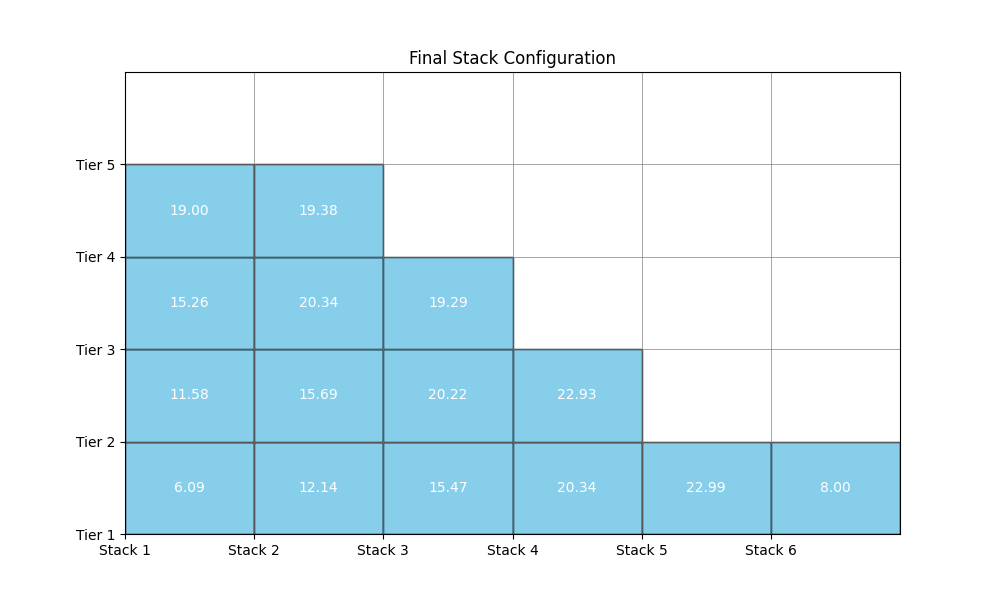 Final Stack Configuration
Tier 5
19.00 19.38
Tier 4
15.26 20.34 19.29
Tier 3
11.58 15.69 20.22 22.93
Tier 2
6.09 12.14 15.47 20.34 22.99 8.00
Tier 1
Stack 1 Stack 2 Stack 3 Stack 4 Stack 5 Stack 6